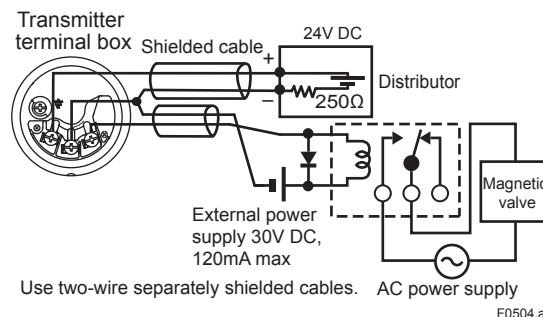 Transmitter
terminal box
Shielded cable
24V DC
+
−
250Ω
Distributor
External power
supply 30V DC,
120mA max
Magnetic
valve
AC power supply
Use two-wire separately shielded cables.
F0504.a